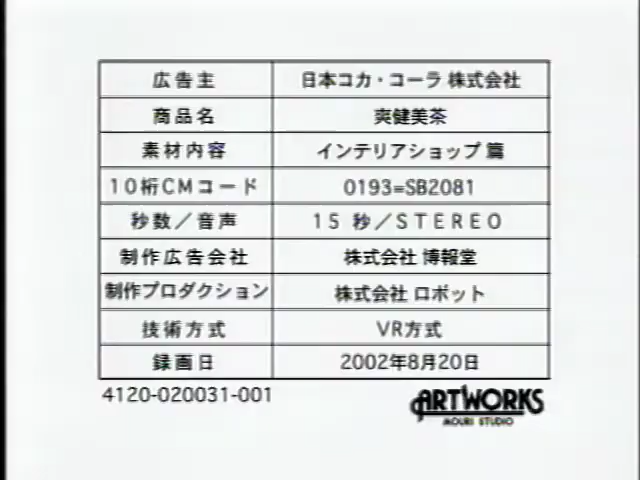 広告主 日本コカ・コーラ 株式会社
商品名 爽健美茶
素材内容 インテリアショップ 篇
10桁CMコード 0193=SB2081
秒数／音声 15 秒／STEREO
制作広告会社 株式会社 博報堂
制作プロダクション 株式会社 ロボット
技術方式 VR方式
録画日 2002年8月20日
4120-020031-001
ARTWORKS
MOURI STUDIO